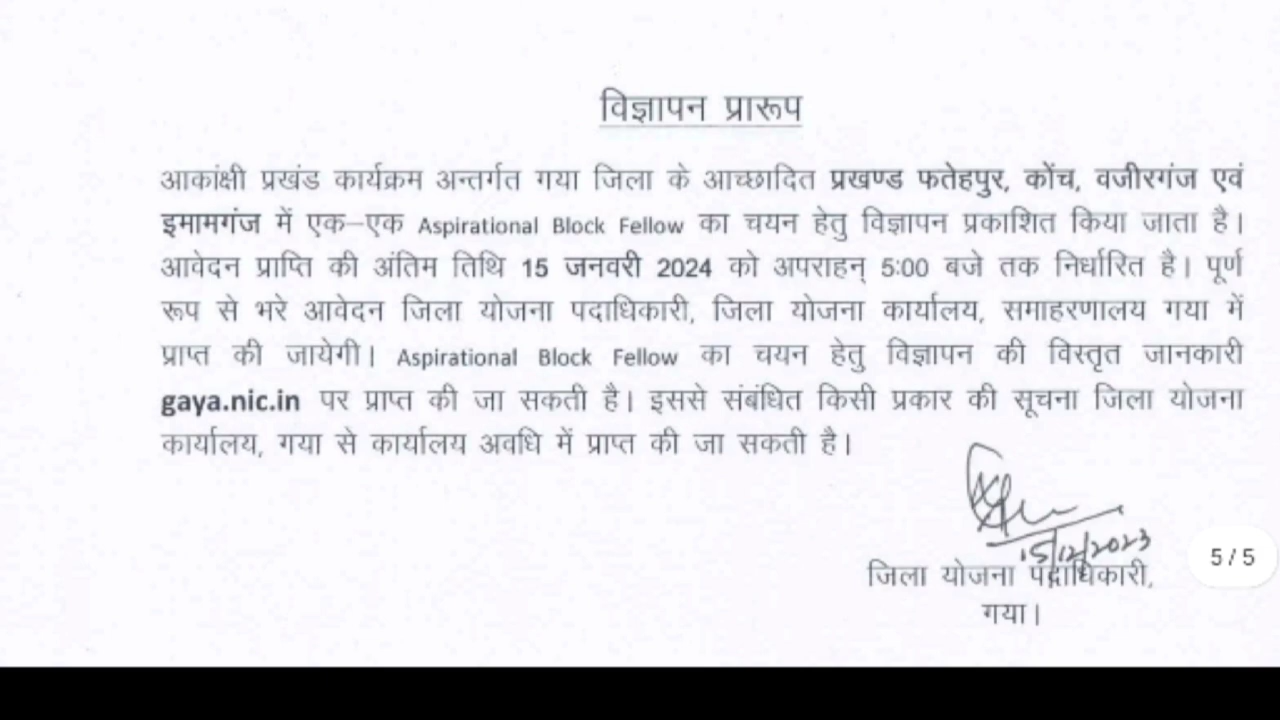 विज्ञापन प्रारूप
आकांक्षी प्रखंड कार्यक्रम अन्तर्गत गया जिला के आच्छादित प्रखण्ड फतेहपुर, कोंच, वजीरगंज एवं
इमामगंज में एक–एक Aspirational Block Fellow का चयन हेतु विज्ञापन प्रकाशित किया जाता है।
आवेदन प्राप्ति की अंतिम तिथि 15 जनवरी 2024 को अपराहन् 5:00 बजे तक निर्धारित है। पूर्ण
रूप से भरे आवेदन जिला योजना पदाधिकारी, जिला योजना कार्यालय, समाहरणालय गया में
प्राप्त की जायेगी। Aspirational Block Fellow का चयन हेतु विज्ञापन की विस्तृत जानकारी
gaya.nic.in पर प्राप्त की जा सकती है। इससे संबंधित किसी प्रकार की सूचना जिला योजना
कार्यालय, गया से कार्यालय अवधि में प्राप्त की जा सकती है।
15/12/2023
जिला योजना पदाधिकारी,
गया।
5/5